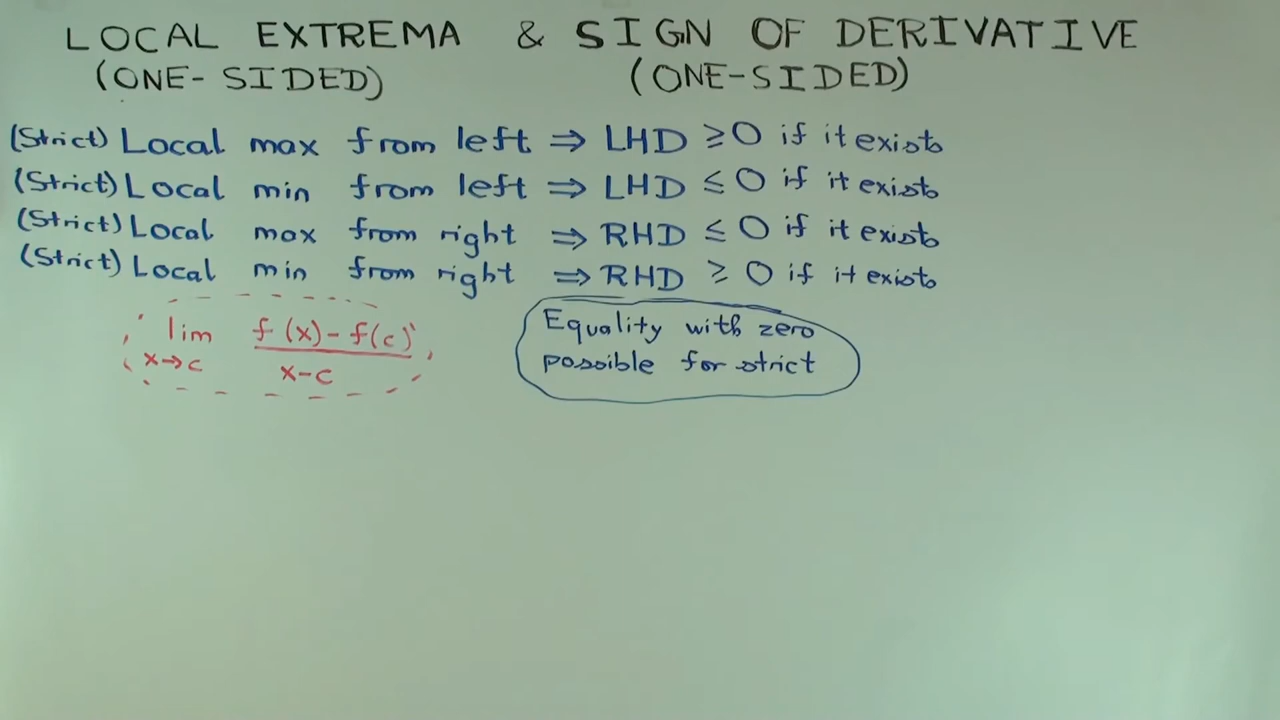 LOCAL EXTREMA & SIGN OF DERIVATIVE
(ONE-SIDED) (ONE-SIDED)
(Strict) Local max from left ⇒ LHD ≥ 0 if it exists
(Strict) Local min from left ⇒ LHD ≤ 0 if it exists
(Strict) Local max from right ⇒ RHD ≤ 0 if it exists
(Strict) Local min from right ⇒ RHD ≥ 0 if it exists
lim f(x) - f(c)
x→c x-c
Equality with zero
possible for strict